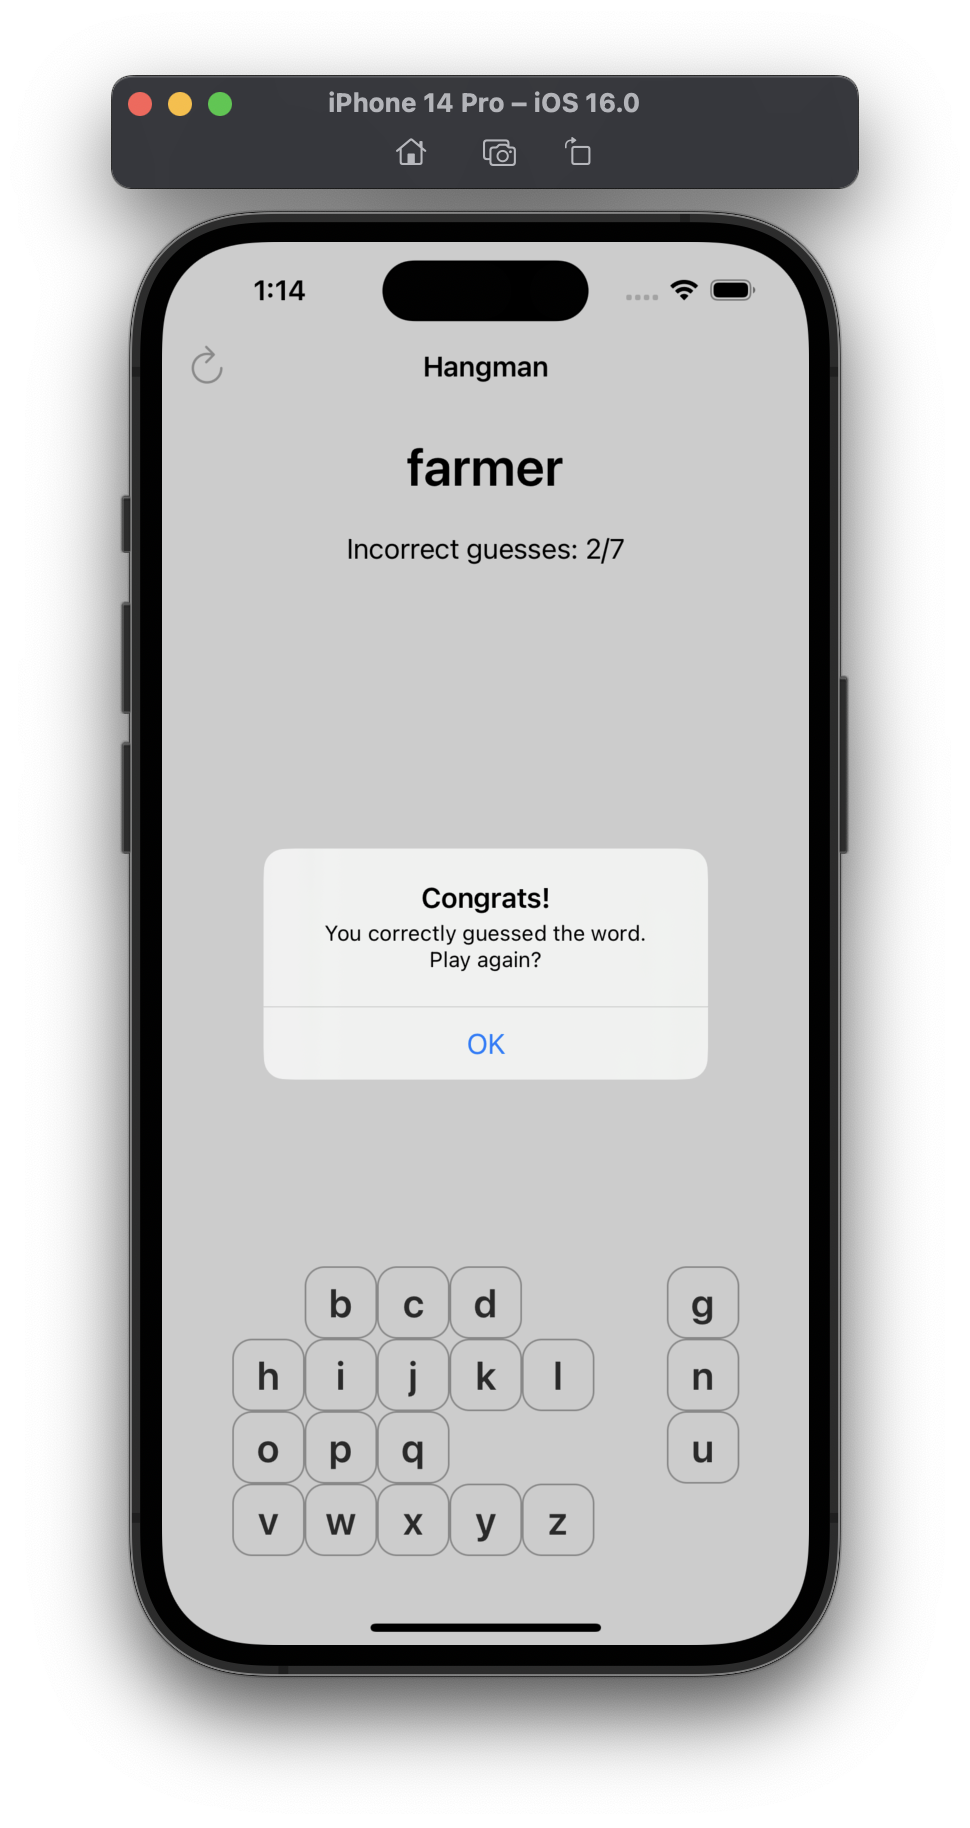 iPhone 14 Pro – iOS 16.0
1:14
Hangman
farmer
Incorrect guesses: 2/7
Congrats!
You correctly guessed the word.
Play again?
OK
b c d g
h i j k l n
o p q u
v w x y z